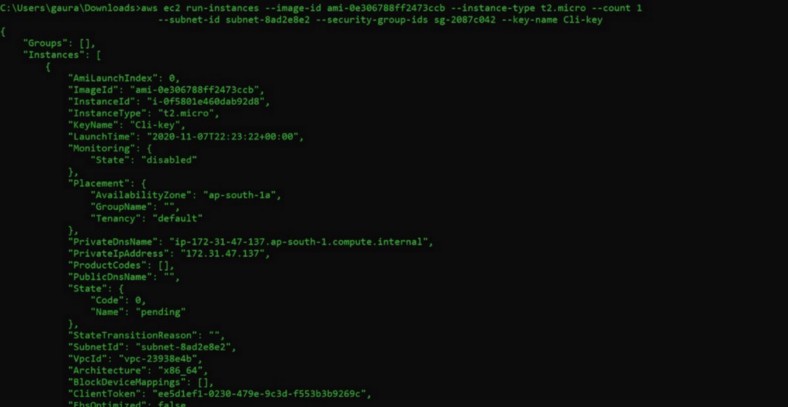 C:\Users\gaura\Downloads>aws ec2 run-instances --image-id ami-0e306788ff2473ccb --instance-type t2.micro --count 1
--subnet-id subnet-8ad2e8e2 --security-group-ids sg-2087c042 --key-name Cli-key
{
"Groups": [],
"Instances": [
{
"AmiLaunchIndex": 0,
"ImageId": "ami-0e306788ff2473ccb",
"InstanceId": "i-0f5801e460dab92d8",
"InstanceType": "t2.micro",
"KeyName": "Cli-key",
"LaunchTime": "2020-11-07T22:23:22+00:00",
"Monitoring": {
"State": "disabled"
},
"Placement": {
"AvailabilityZone": "ap-south-1a",
"GroupName": "",
"Tenancy": "default"
},
"PrivateDnsName": "ip-172-31-47-137.ap-south-1.compute.internal",
"PrivateIpAddress": "172.31.47.137",
"ProductCodes": [],
"PublicDnsName": "",
"State": {
"Code": 0,
"Name": "pending"
},
"StateTransitionReason": "",
"SubnetId": "subnet-8ad2e8e2",
"VpcId": "vpc-23938e4b",
"Architecture": "x86_64",
"BlockDeviceMappings": [],
"ClientToken": "ee5d1ef1-0230-479e-9c3d-f553b3b9269c",
"EbsOptimized": false,